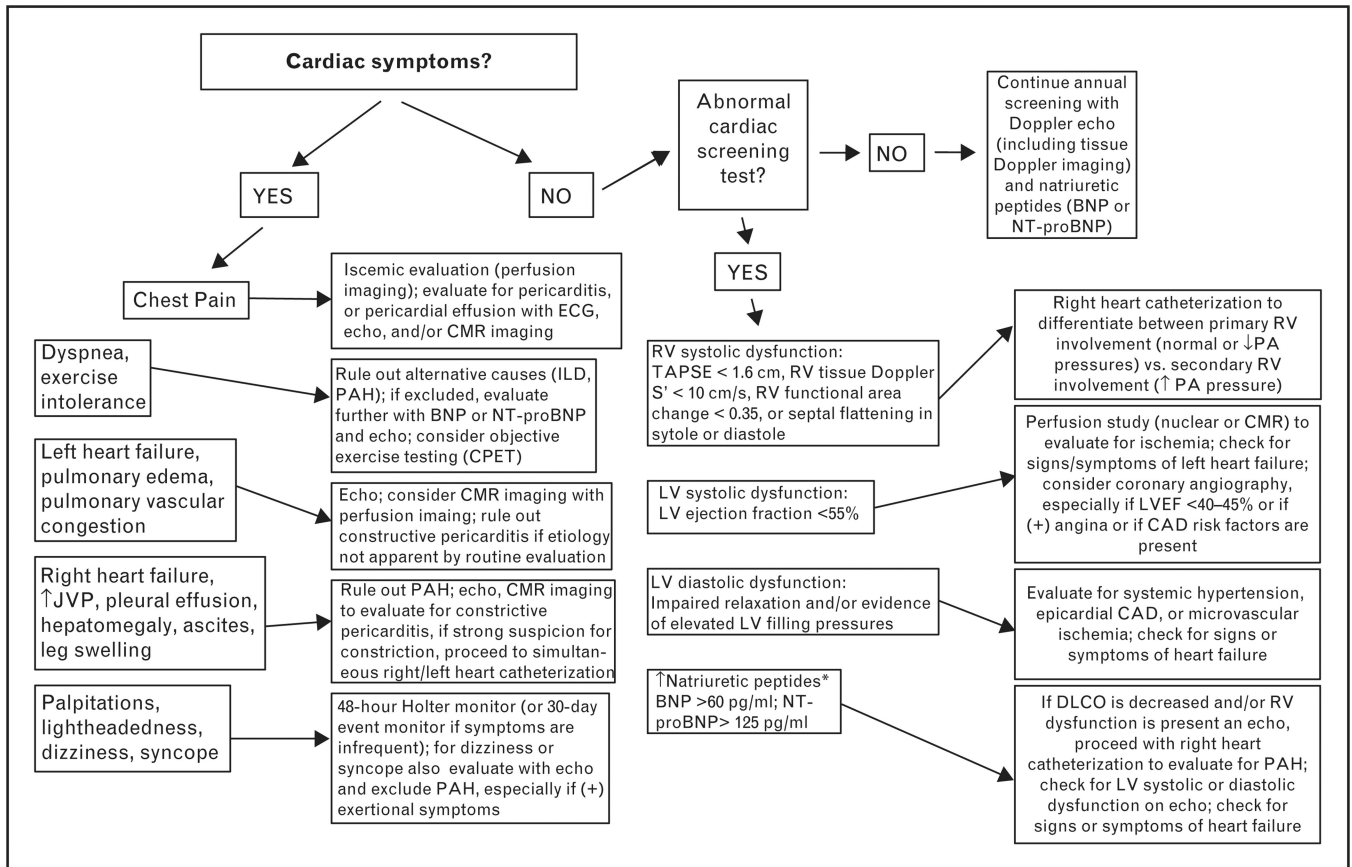 Cardiac symptoms?
YES
NO
Chest Pain
Iscemic evaluation (perfusion
imaging); evaluate for pericarditis,
or pericardial effusion with ECG,
echo, and/or CMR imaging
Dyspnea,
exercise
intolerance
Rule out alternative causes (ILD,
PAH); if excluded, evaluate
further with BNP or NT-proBNP
and echo; consider objective
exercise testing (CPET)
Left heart failure,
pulmonary edema,
pulmonary vascular
congestion
Echo; consider CMR imaging with
perfusion imaing; rule out
constructive pericarditis if etiology
not apparent by routine evaluation
Right heart failure,
↑JVP, pleural effusion,
hepatomegaly, ascites,
leg swelling
Rule out PAH; echo, CMR imaging
to evaluate for constrictive
pericarditis, if strong suspicion for
constriction, proceed to simultan-
eous right/left heart catheterization
Palpitations,
lightheadedness,
dizziness, syncope
48-hour Holter monitor (or 30-day
event monitor if symptoms are
infrequent); for dizziness or
syncope also evaluate with echo
and exclude PAH, especially if (+)
exertional symptoms
Abnormal
cardiac
screening
test?
NO
Continue annual
screening with
Doppler echo
(including tissue
Doppler imaging)
and natriuretic
peptides (BNP or
NT-proBNP)
YES
RV systolic dysfunction:
TAPSE < 1.6 cm, RV tissue Doppler
S' < 10 cm/s, RV functional area
change < 0.35, or septal flattening in
sytole or diastole
Right heart catheterization to
differentiate between primary RV
involvement (normal or ↓PA
pressures) vs. secondary RV
involvement (↑ PA pressure)
LV systolic dysfunction:
LV ejection fraction <55%
Perfusion study (nuclear or CMR) to
evaluate for ischemia; check for
signs/symptoms of left heart failure;
consider coronary angiography,
especially if LVEF <40–45% or if
(+) angina or if CAD risk factors are
present
LV diastolic dysfunction:
Impaired relaxation and/or evidence
of elevated LV filling pressures
Evaluate for systemic hypertension,
epicardial CAD, or microvascular
ischemia; check for signs or
symptoms of heart failure
↑Natriuretic peptides*
BNP >60 pg/ml; NT-
proBNP> 125 pg/ml
If DLCO is decreased and/or RV
dysfunction is present an echo,
proceed with right heart
catheterization to evaluate for PAH;
check for LV systolic or diastolic
dysfunction on echo; check for
signs or symptoms of heart failure